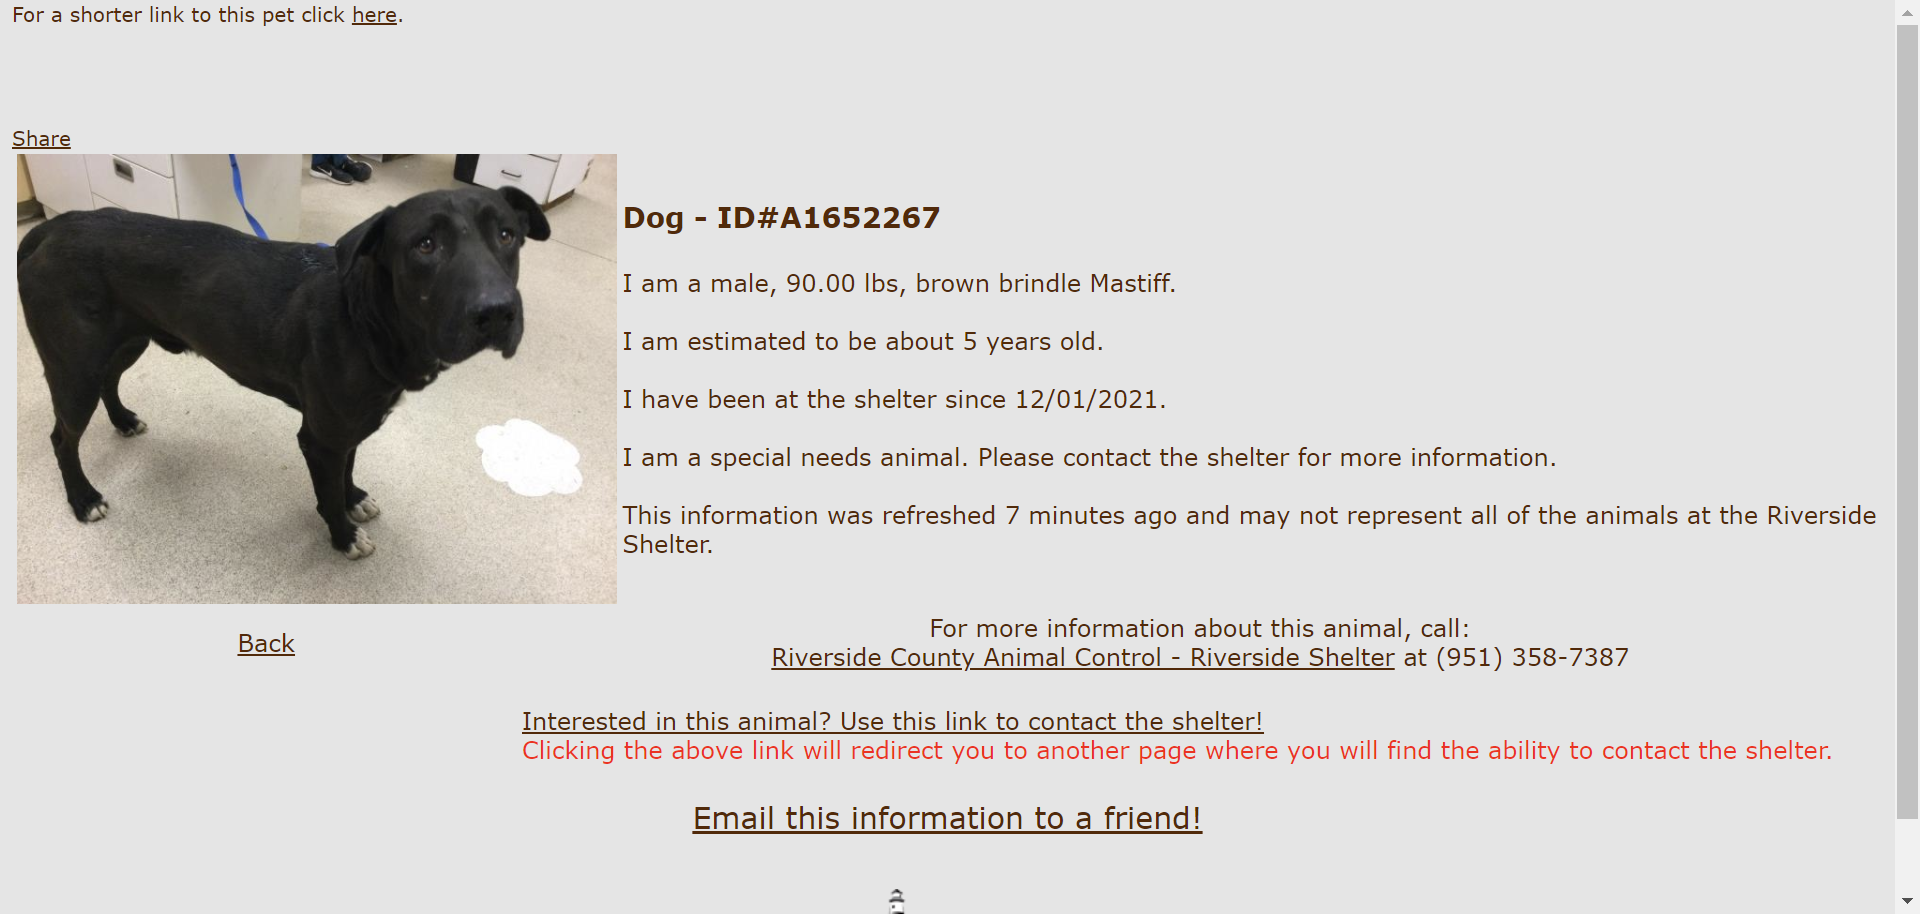 For a shorter link to this pet click here.
Share
Dog - ID#A1652267
I am a male, 90.00 lbs, brown brindle Mastiff.
I am estimated to be about 5 years old.
I have been at the shelter since 12/01/2021.
I am a special needs animal. Please contact the shelter for more information.
This information was refreshed 7 minutes ago and may not represent all of the animals at the Riverside
Shelter.
Back
For more information about this animal, call:
Riverside County Animal Control - Riverside Shelter at (951) 358-7387
Interested in this animal? Use this link to contact the shelter!
Clicking the above link will redirect you to another page where you will find the ability to contact the shelter.
Email this information to a friend!